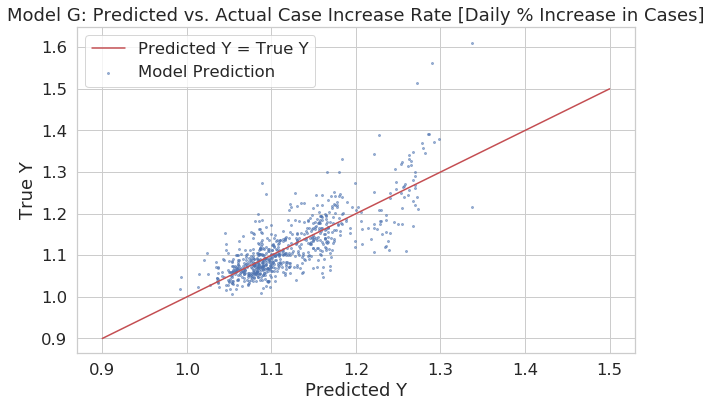 Model G: Predicted vs. Actual Case Increase Rate [Daily % Increase in Cases]
Predicted Y = True Y
Model Prediction
1.6
1.5
1.4
1.3
1.2
1.1
1.0
0.9
True Y
0.9 1.0 1.1 1.2 1.3 1.4 1.5
Predicted Y